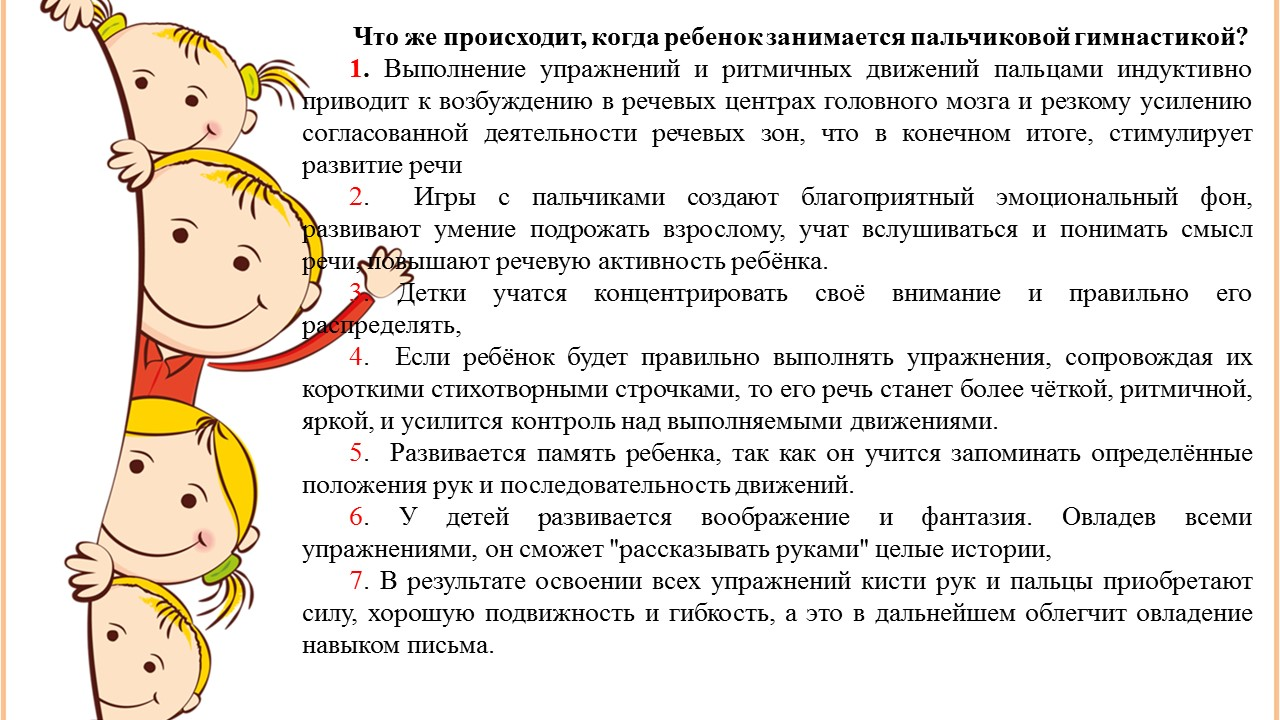 Что же происходит, когда ребенок занимается пальчиковой гимнастикой?
1. Выполнение упражнений и ритмичных движений пальцами индуктивно
приводит к возбуждению в речевых центрах головного мозга и резкому усилению
согласованной деятельности речевых зон, что в конечном итоге, стимулирует
развитие речи
2. Игры с пальчиками создают благоприятный эмоциональный фон,
развивают умение подрожать взрослому, учат вслушиваться и понимать смысл
речи, повышают речевую активность ребёнка.
3. Детки учатся концентрировать своё внимание и правильно его
распределять,
4. Если ребёнок будет правильно выполнять упражнения, сопровождая их
короткими стихотворными строчками, то его речь станет более чёткой, ритмичной,
яркой, и усилится контроль над выполняемыми движениями.
5. Развивается память ребенка, так как он учится запоминать определённые
положения рук и последовательность движений.
6. У детей развивается воображение и фантазия. Овладев всеми
упражнениями, он сможет "рассказывать руками" целые истории,
7. В результате освоении всех упражнений кисти рук и пальцы приобретают
силу, хорошую подвижность и гибкость, а это в дальнейшем облегчит овладение
навыком письма.